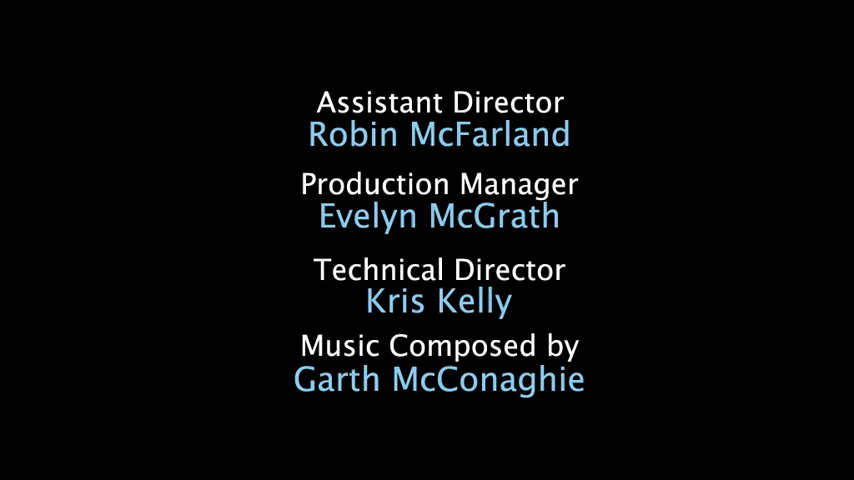 Assistant Director
Robin McFarland
Production Manager
Evelyn McGrath
Technical Director
Kris Kelly
Music Composed by
Garth McConaghie